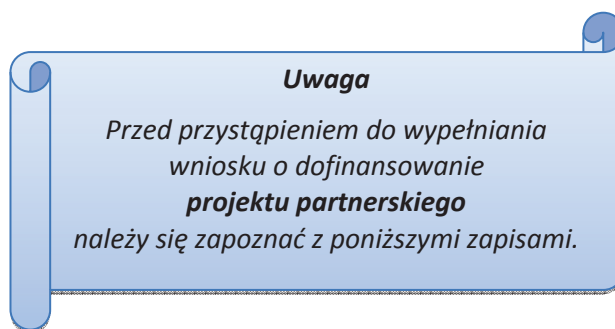 Uwaga
Przed przystąpieniem do wypełniania
wniosku o dofinansowanie
projektu partnerskiego
należy się zapoznać z poniższymi zapisami.